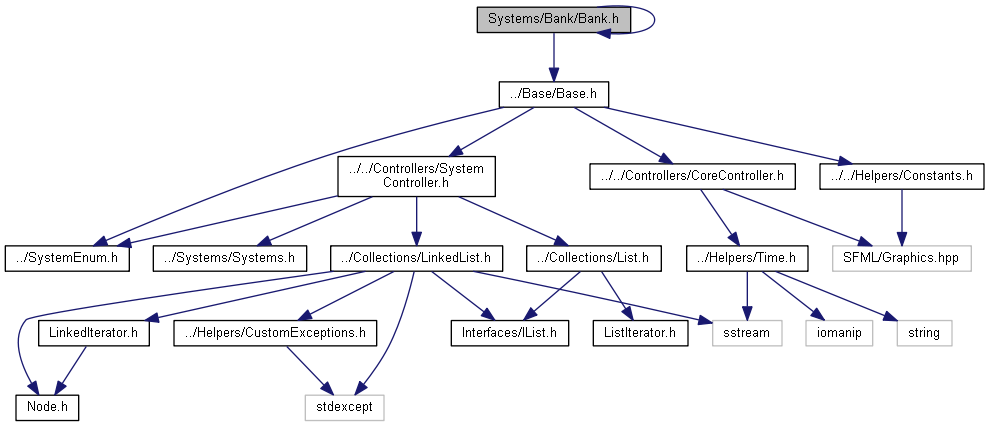 Systems/Bank/Bank.h
../Base/Base.h
../../Controllers/System
Controller.h
../../Controllers/CoreController.h
../../Helpers/Constants.h
../SystemEnum.h
../Systems/Systems.h
../Collections/LinkedList.h
../Collections/List.h
../Helpers/Time.h
SFML/Graphics.hpp
LinkedIterator.h
../Helpers/CustomExceptions.h
Interfaces/IList.h
ListIterator.h
sstream
iomanip
string
Node.h
stdexcept